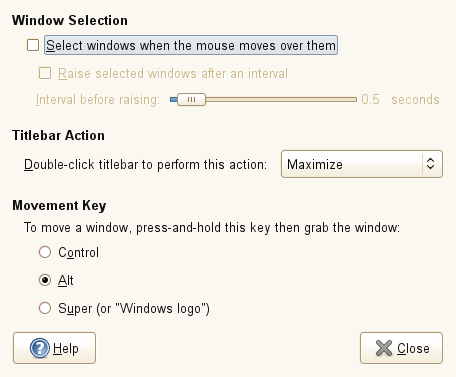 Window Selection
Select windows when the mouse moves over them
Raise selected windows after an interval
Interval before raising: 0.5 seconds
Titlebar Action
Double-click titlebar to perform this action: Maximize
Movement Key
To move a window, press-and-hold this key then grab the window:
Control
Alt
Super (or "Windows logo")
Help Close